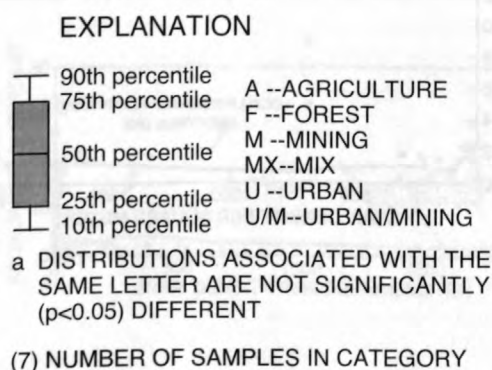 EXPLANATION
90th percentile
75th percentile
50th percentile
25th percentile
10th percentile
A --AGRICULTURE
F --FOREST
M --MINING
MX--MIX
U --URBAN
U/M--URBAN/MINING
a DISTRIBUTIONS ASSOCIATED WITH THE
SAME LETTER ARE NOT SIGNIFICANTLY
(p<0.05) DIFFERENT
(7) NUMBER OF SAMPLES IN CATEGORY